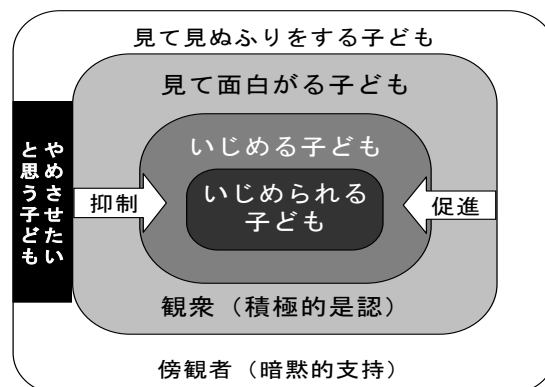 見て見ぬふりをする子ども
見て面白がる子ども
いじめる子ども
いじめられる
子ども
やめさせたい
と思う子ども
抑制
促進
観衆（積極的是認）
傍観者（暗黙的支持）